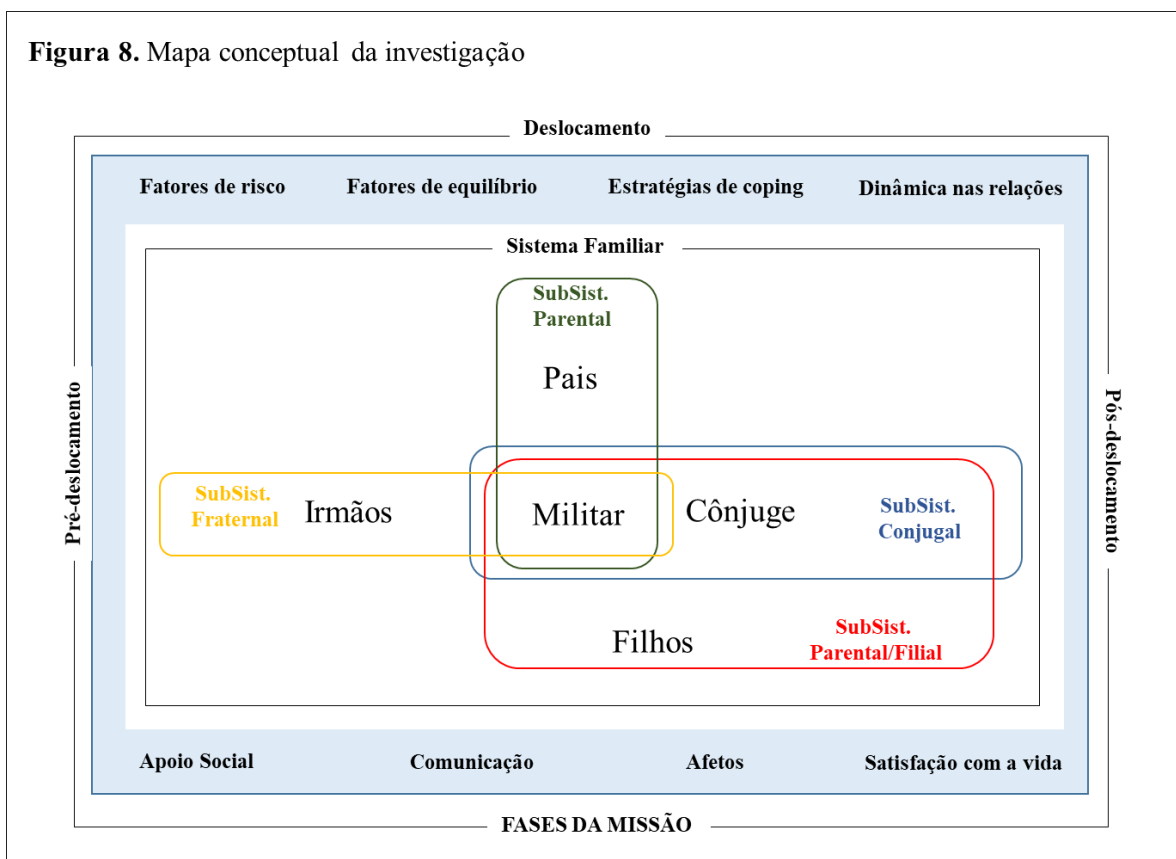 Figura 8. Mapa conceptual da investigação
Deslocamento
Fatores de risco
Fatores de equilíbrio
Estratégias de coping
Dinâmica nas relações
Sistema Familiar
SubSist.
Parental
Pais
Pré-deslocamento
Pós-deslocamento
SubSist.
Fraternal
Irmãos
Militar
Cônjuge
SubSist.
Conjugal
Filhos
SubSist.
Parental/Filial
Apoio Social
Comunicação
Afetos
Satisfação com a vida
FASES DA MISSÃO